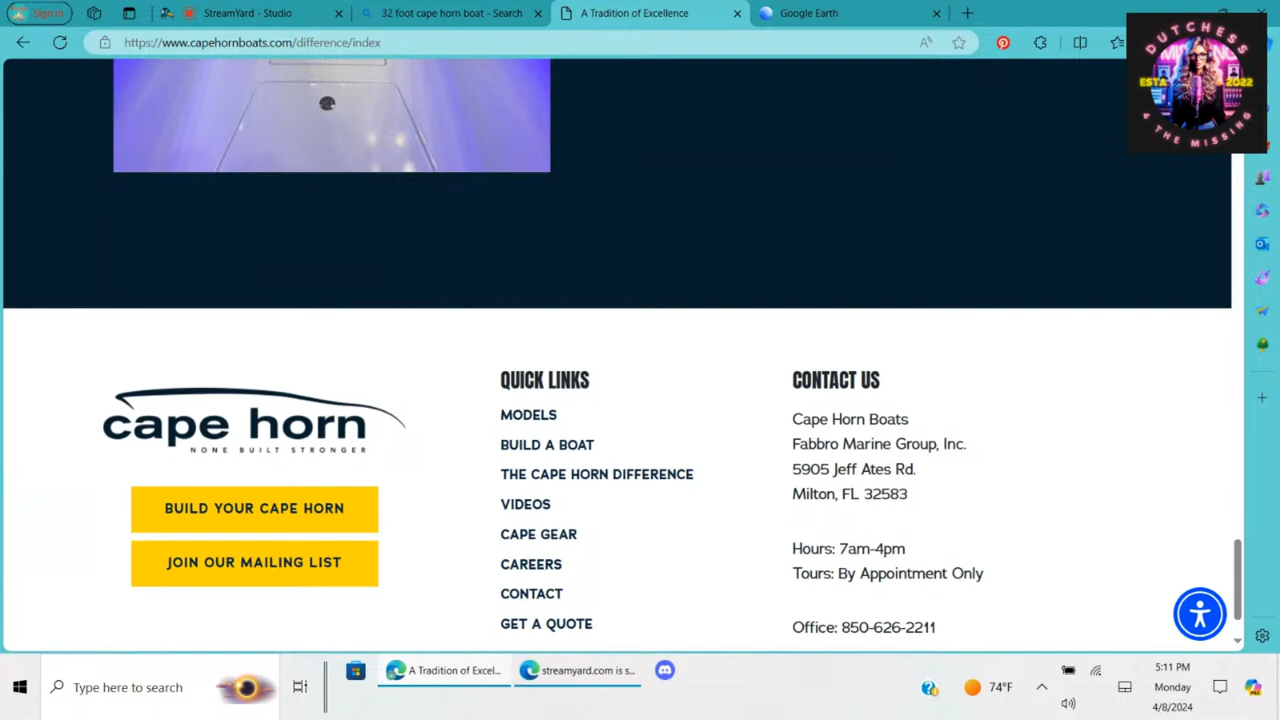 Sign in
StreamYard - Studio
32 foot cape horn boat - Search
A Tradition of Excellence
Google Earth
https://www.capehornboats.com/difference/index
DUTCHESS
ESTA 2022
4 THE MISSING
cape horn
NONE BUILT STRONGER
BUILD YOUR CAPE HORN
JOIN OUR MAILING LIST
QUICK LINKS
MODELS
BUILD A BOAT
THE CAPE HORN DIFFERENCE
VIDEOS
CAPE GEAR
CAREERS
CONTACT
GET A QUOTE
CONTACT US
Cape Horn Boats
Fabbro Marine Group, Inc.
5905 Jeff Ates Rd.
Milton, FL 32583
Hours: 7am-4pm
Tours: By Appointment Only
Office: 850-626-2211
Type here to search
A Tradition of Excel...
streamyard.com is s...
74°F
5:11 PM
Monday
4/8/2024